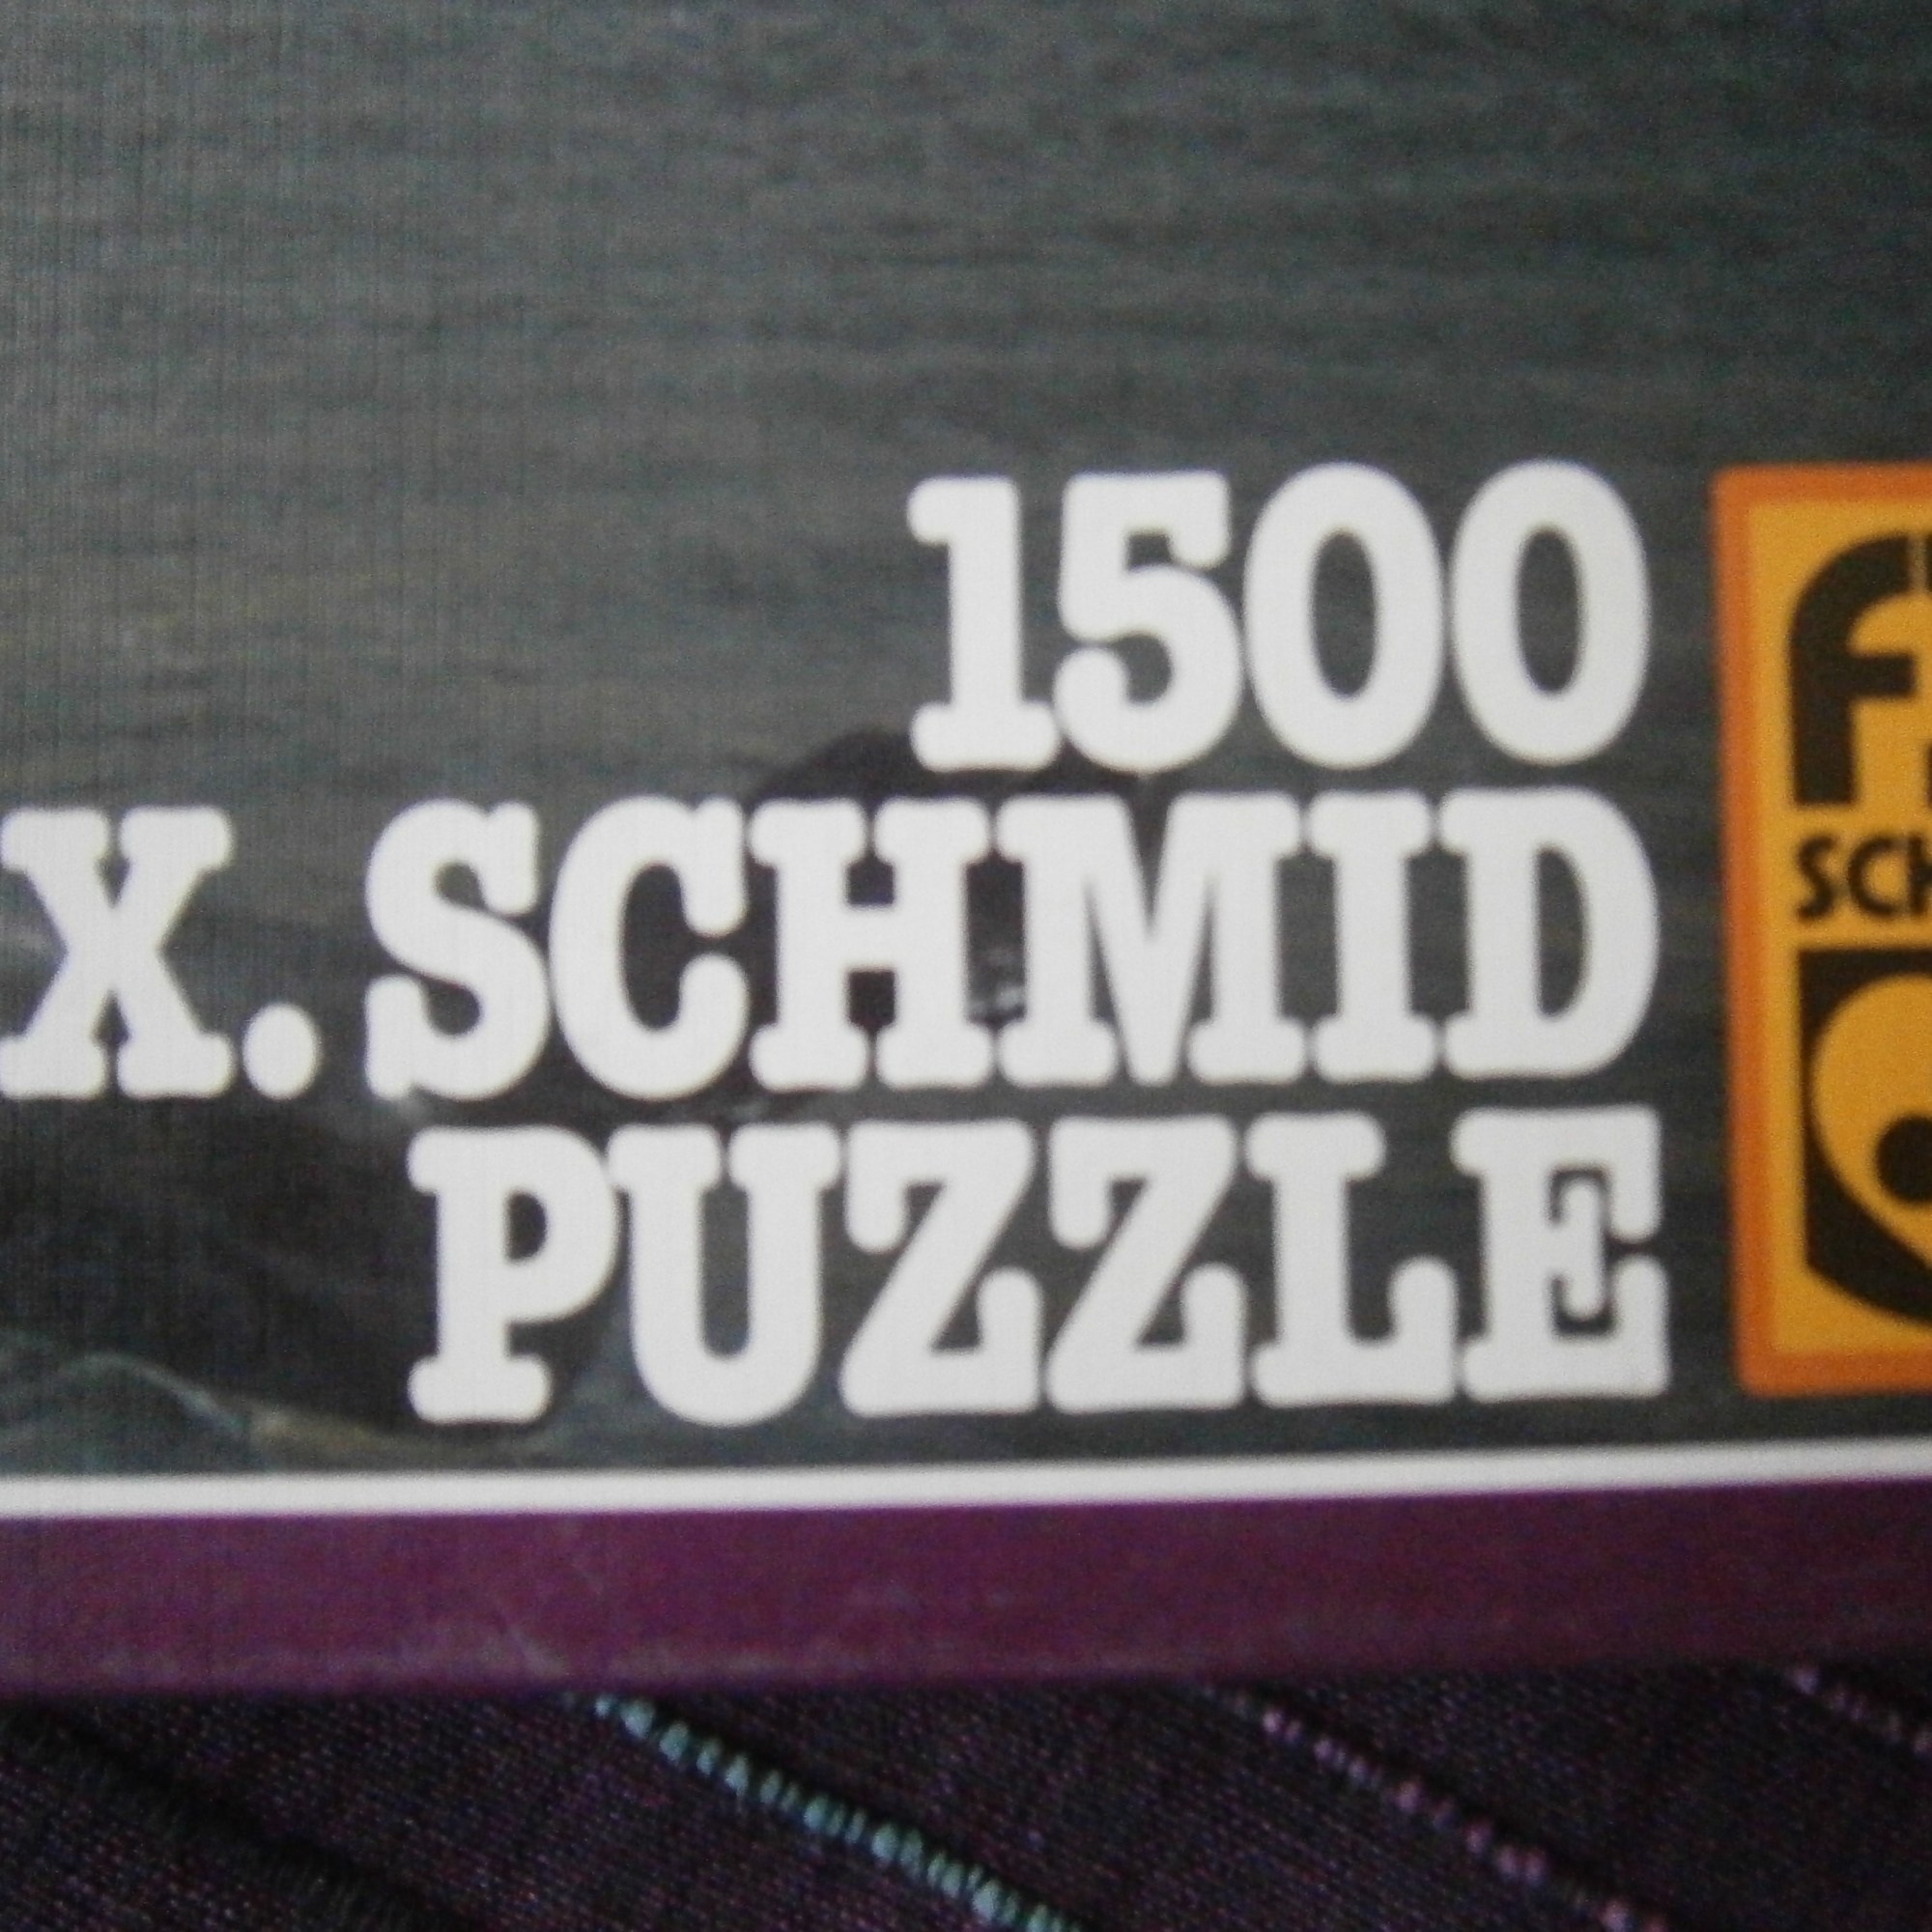 1500
X. SCHMID
PUZZLE